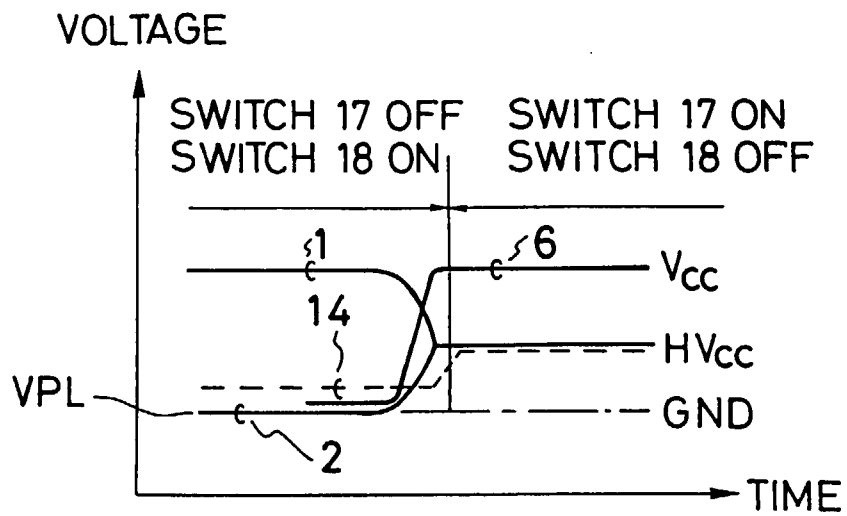 VOLTAGE
SWITCH 17 OFF
SWITCH 18 ON
SWITCH 17 ON
SWITCH 18 OFF
1
6
VCC
14
HVCC
VPL
GND
2
TIME